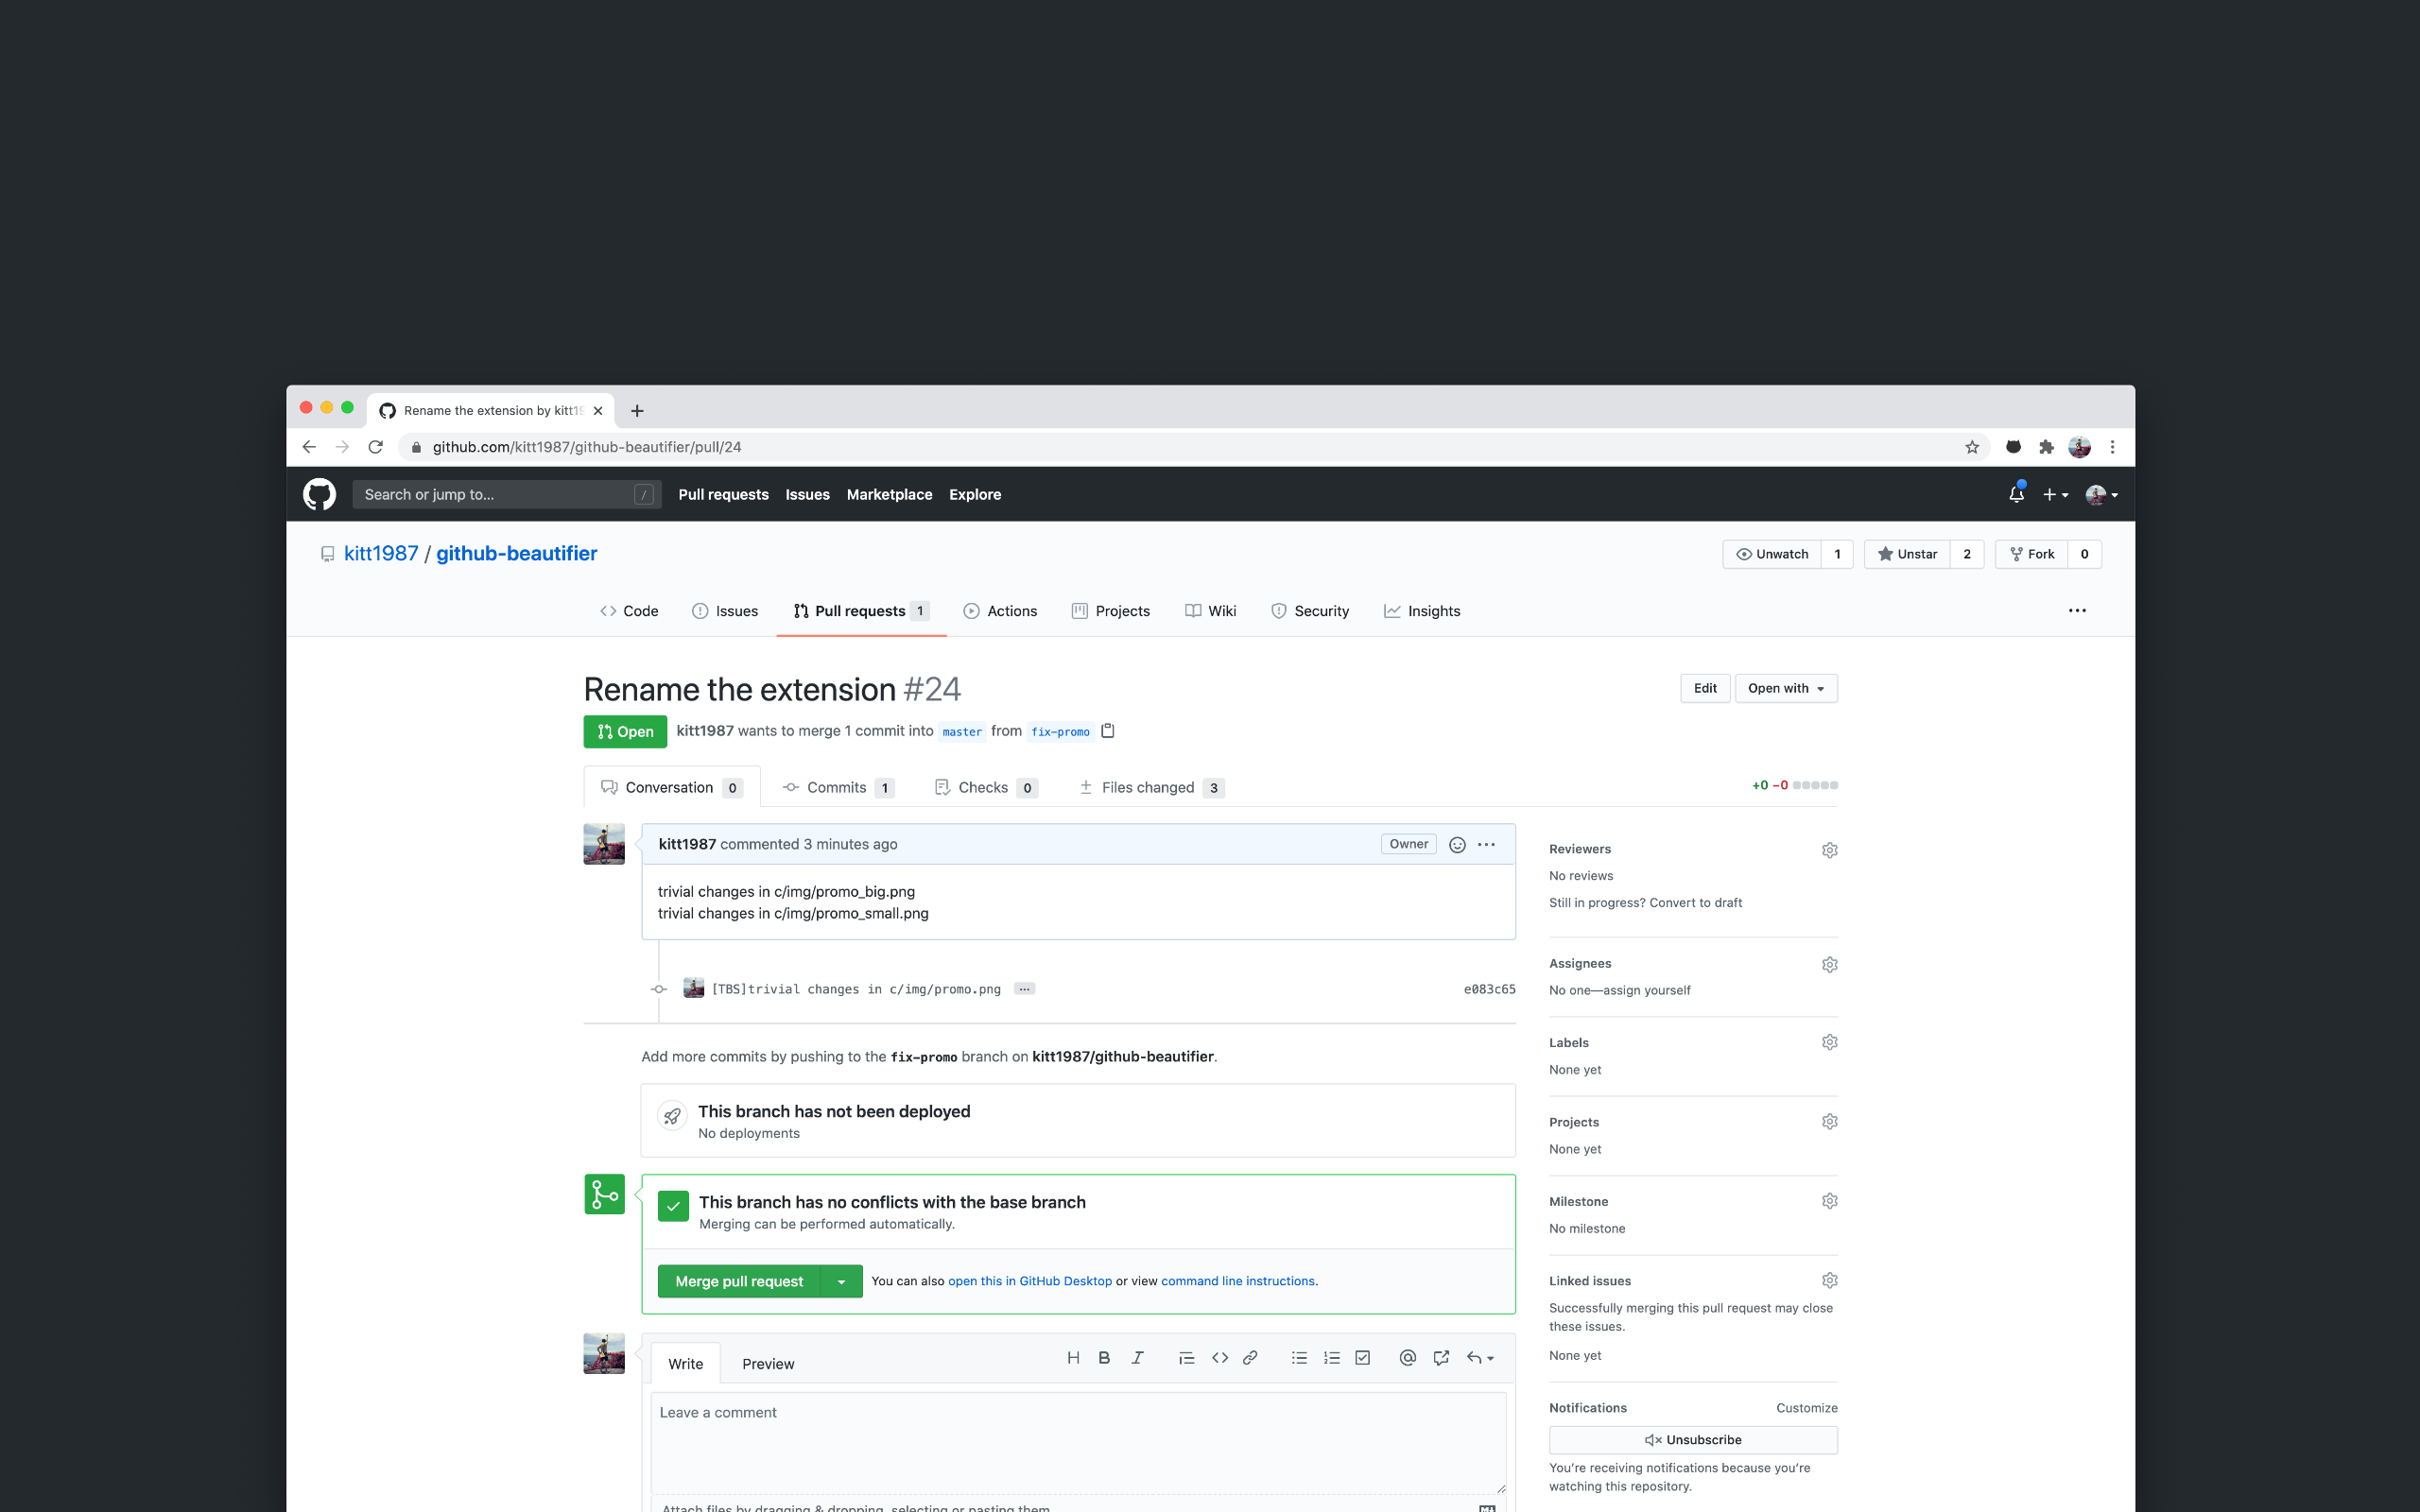 Rename the extension by kitt19
github.com/kitt1987/github-beautifier/pull/24
Search or jump to... /
Pull requests Issues Marketplace Explore
kitt1987 / github-beautifier
Unwatch 1 Unstar 2 Fork 0
Code Issues Pull requests 1 Actions Projects Wiki Security Insights
Rename the extension #24
Edit Open with
Open kitt1987 wants to merge 1 commit into master from fix-promo
Conversation 0 Commits 1 Checks 0 Files changed 3
+0 −0
kitt1987 commented 3 minutes ago
Owner
trivial changes in c/img/promo_big.png
trivial changes in c/img/promo_small.png
[TBS]trivial changes in c/img/promo.png ...
e083c65
Add more commits by pushing to the fix-promo branch on kitt1987/github-beautifier.
This branch has not been deployed
No deployments
This branch has no conflicts with the base branch
Merging can be performed automatically.
Merge pull request
You can also open this in GitHub Desktop or view command line instructions.
Write Preview
Leave a comment
Attach files by dragging & dropping, selecting or pasting them.
Reviewers
No reviews
Still in progress? Convert to draft
Assignees
No one—assign yourself
Labels
None yet
Projects
None yet
Milestone
No milestone
Linked issues
Successfully merging this pull request may close
these issues.
None yet
Notifications Customize
Unsubscribe
You're receiving notifications because you're
watching this repository.